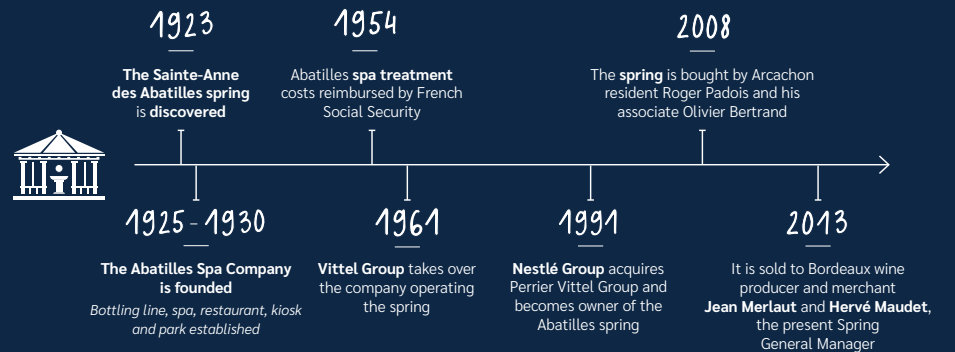 1923
The Sainte-Anne
des Abatilles spring
is discovered
1954
Abatilles spa treatment
costs reimbursed by French
Social Security
2008
The spring is bought by Arcachon
resident Roger Padois and his
associate Olivier Bertrand
1925-1930
The Abatilles Spa Company
is founded
Bottling line, spa, restaurant, kiosk
and park established
1961
Vittel Group takes over
the company operating
the spring
1991
Nestlé Group acquires
Perrier Vittel Group and
becomes owner of the
Abatilles spring
2013
It is sold to Bordeaux wine
producer and merchant
Jean Merlaut and Hervé Maudet,
the present Spring
General Manager